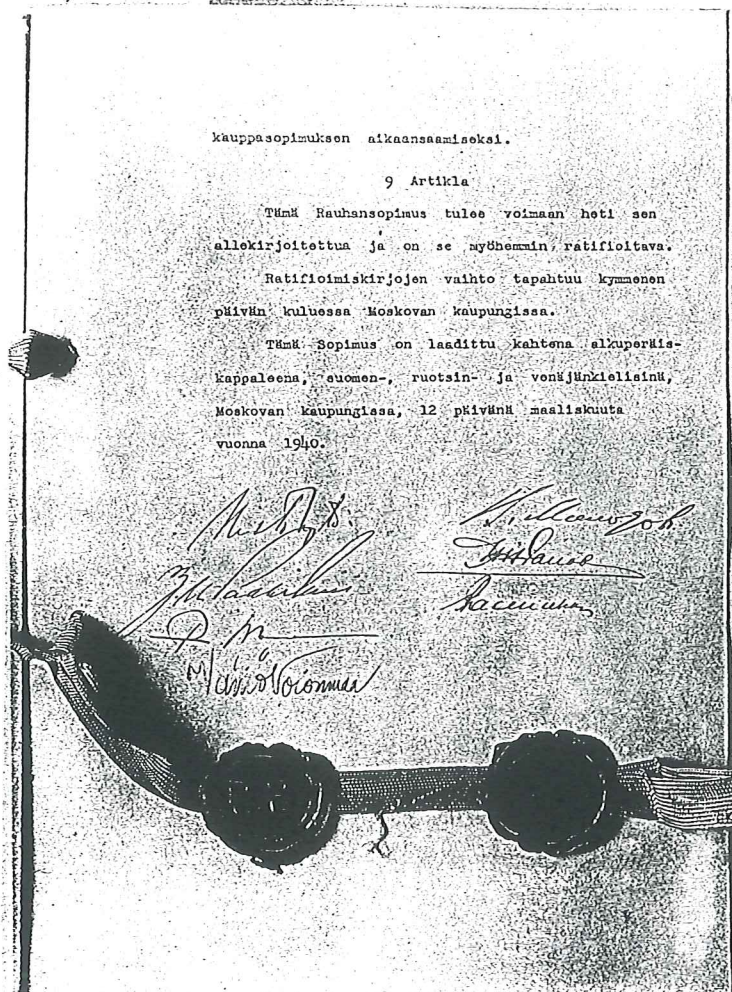 kauppasopimuksen aikaansaamiseksi.
9 Artikla
Tämä Rauhansopimus tulee voimaan heti sen
allekirjoitettua ja on se myöhemmin ratifioitava.
Ratifioimiskirjojen vaihto tapahtuu kymmenen
päivän kuluessa Moskovan kaupungissa.
Tämä Sopimus on laadittu kahtena alkuperäis-
kappaleena, suomen-, ruotsin- ja venäjänkielisinä,
Moskovan kaupungissa, 12 päivänä maaliskuuta
vuonna 1940.
Väinö Voionmaa